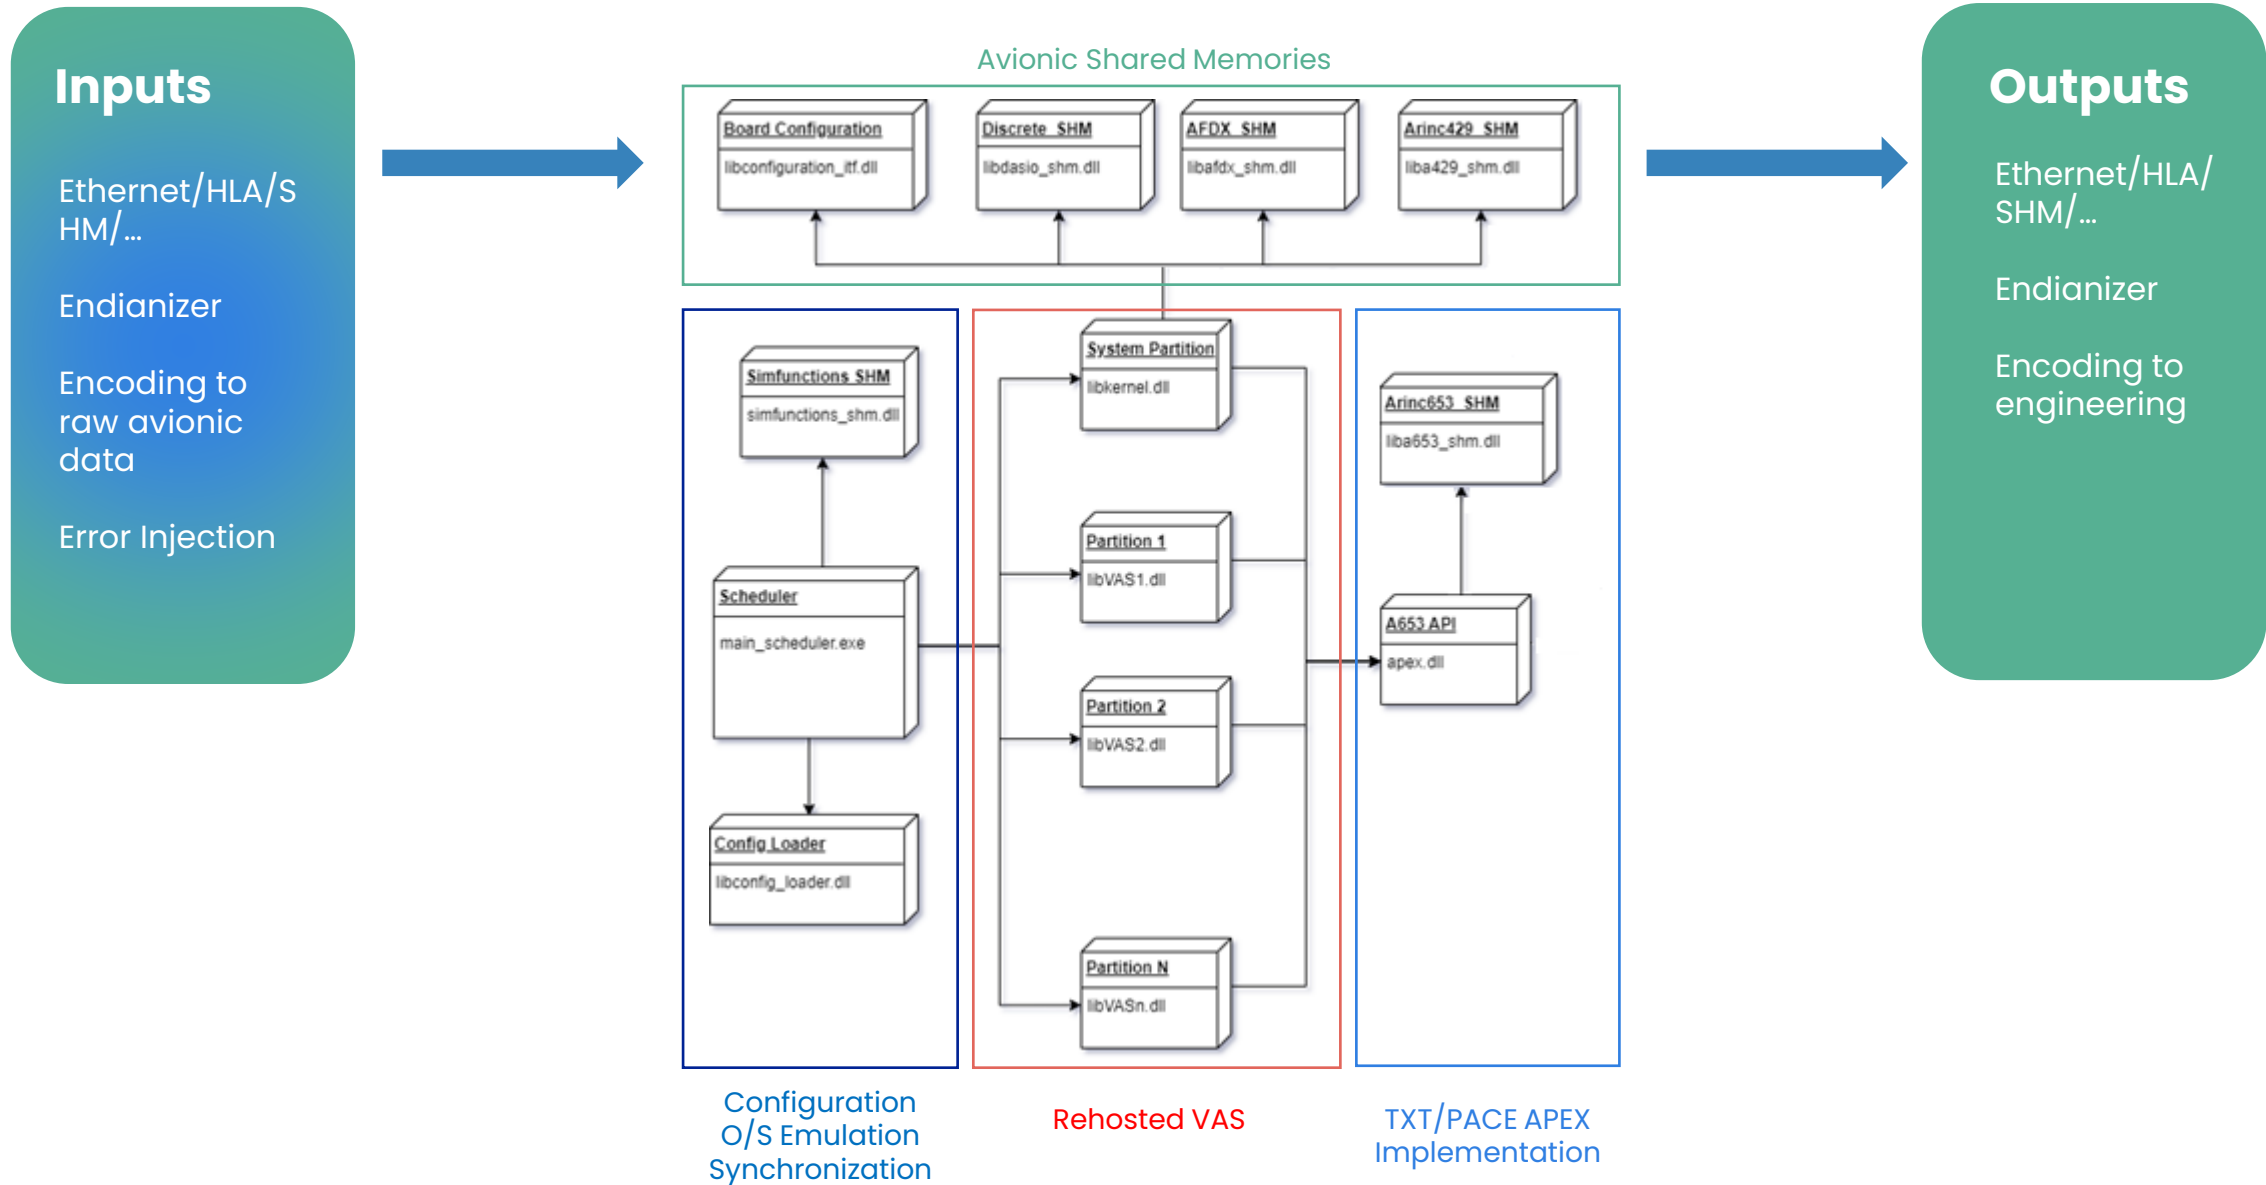 Inputs
Ethernet/HLA/S
HM/...
Endianizer
Encoding to
raw avionic
data
Error Injection
Avionic Shared Memories
Board Configuration
libconfiguration_itf.dll
Discrete_SHM
libdasio_shm.dll
AFDX_SHM
libafdx_shm.dll
Arinc429_SHM
liba429_shm.dll
Simfunctions SHM
simfunctions_shm.dll
Scheduler
main_scheduler.exe
Config Loader
libconfig_loader.dll
Configuration
O/S Emulation
Synchronization
System Partition
libkernel.dll
Partition 1
libVAS1.dll
Partition 2
libVAS2.dll
Partition N
libVASn.dll
Rehosted VAS
Arinc653_SHM
liba653_shm.dll
A653 API
apex.dll
TXT/PACE APEX
Implementation
Outputs
Ethernet/HLA/
SHM/...
Endianizer
Encoding to
engineering